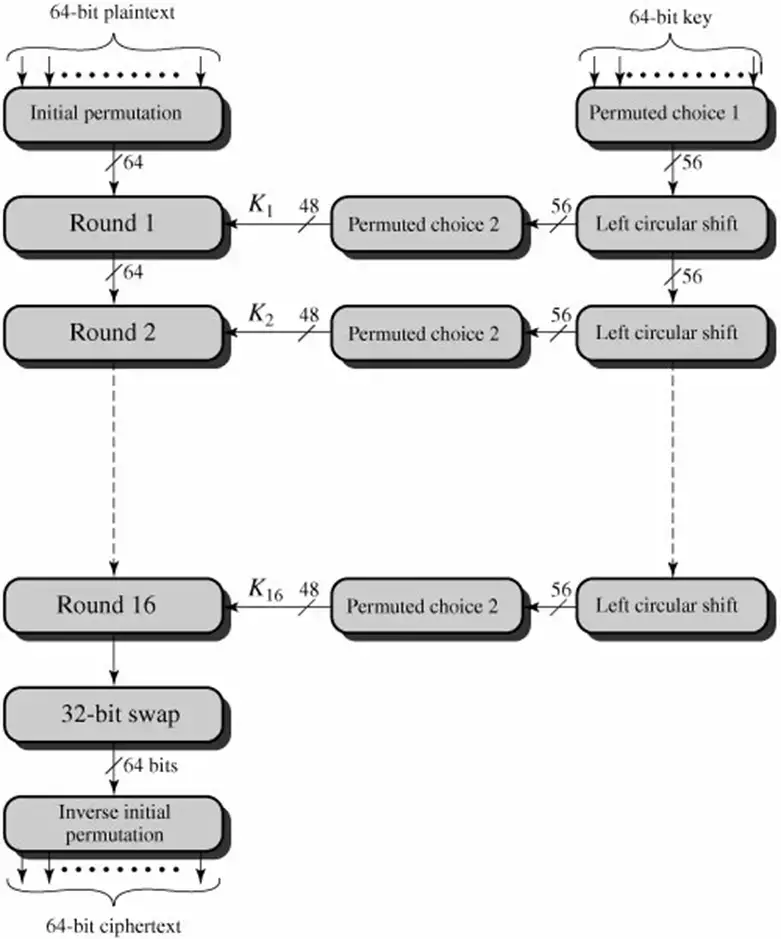 64-bit plaintext
64-bit key
Initial permutation
Permuted choice 1
64
56
Round 1
K1
48
Permuted choice 2
56
Left circular shift
64
56
Round 2
K2
48
Permuted choice 2
56
Left circular shift
Round 16
K16
48
Permuted choice 2
56
Left circular shift
32-bit swap
64 bits
Inverse initial
permutation
64-bit ciphertext